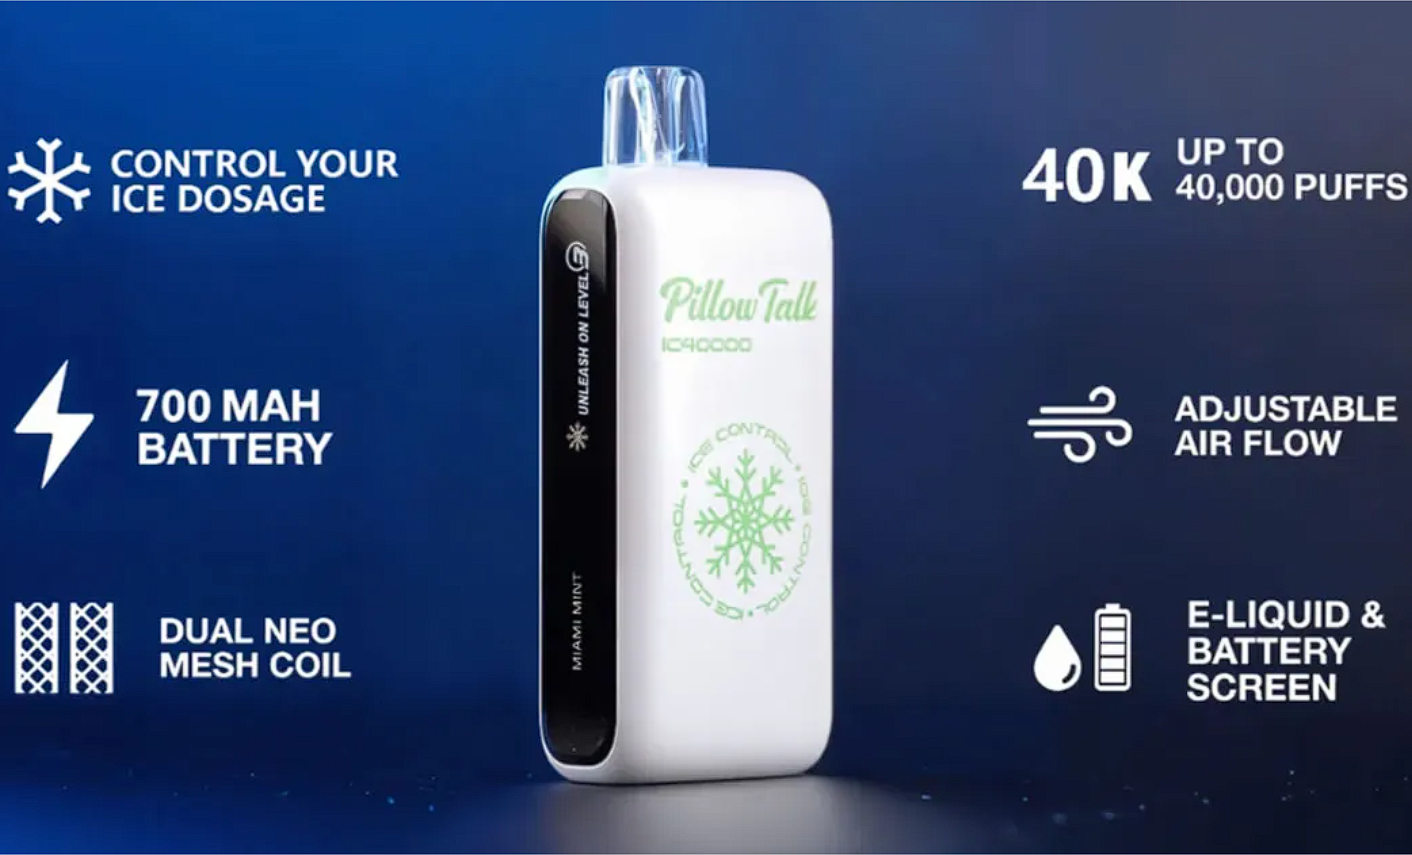 CONTROL YOUR
ICE DOSAGE
700 MAH
BATTERY
DUAL NEO
MESH COIL
UNLEASH ON LEVEL 3
MIAMI MINT
Pillow Talk
IC40000
ICE CONTROL • ICE CONTROL • ICE CONTROL •
40K
UP TO
40,000 PUFFS
ADJUSTABLE
AIR FLOW
E-LIQUID &
BATTERY
SCREEN